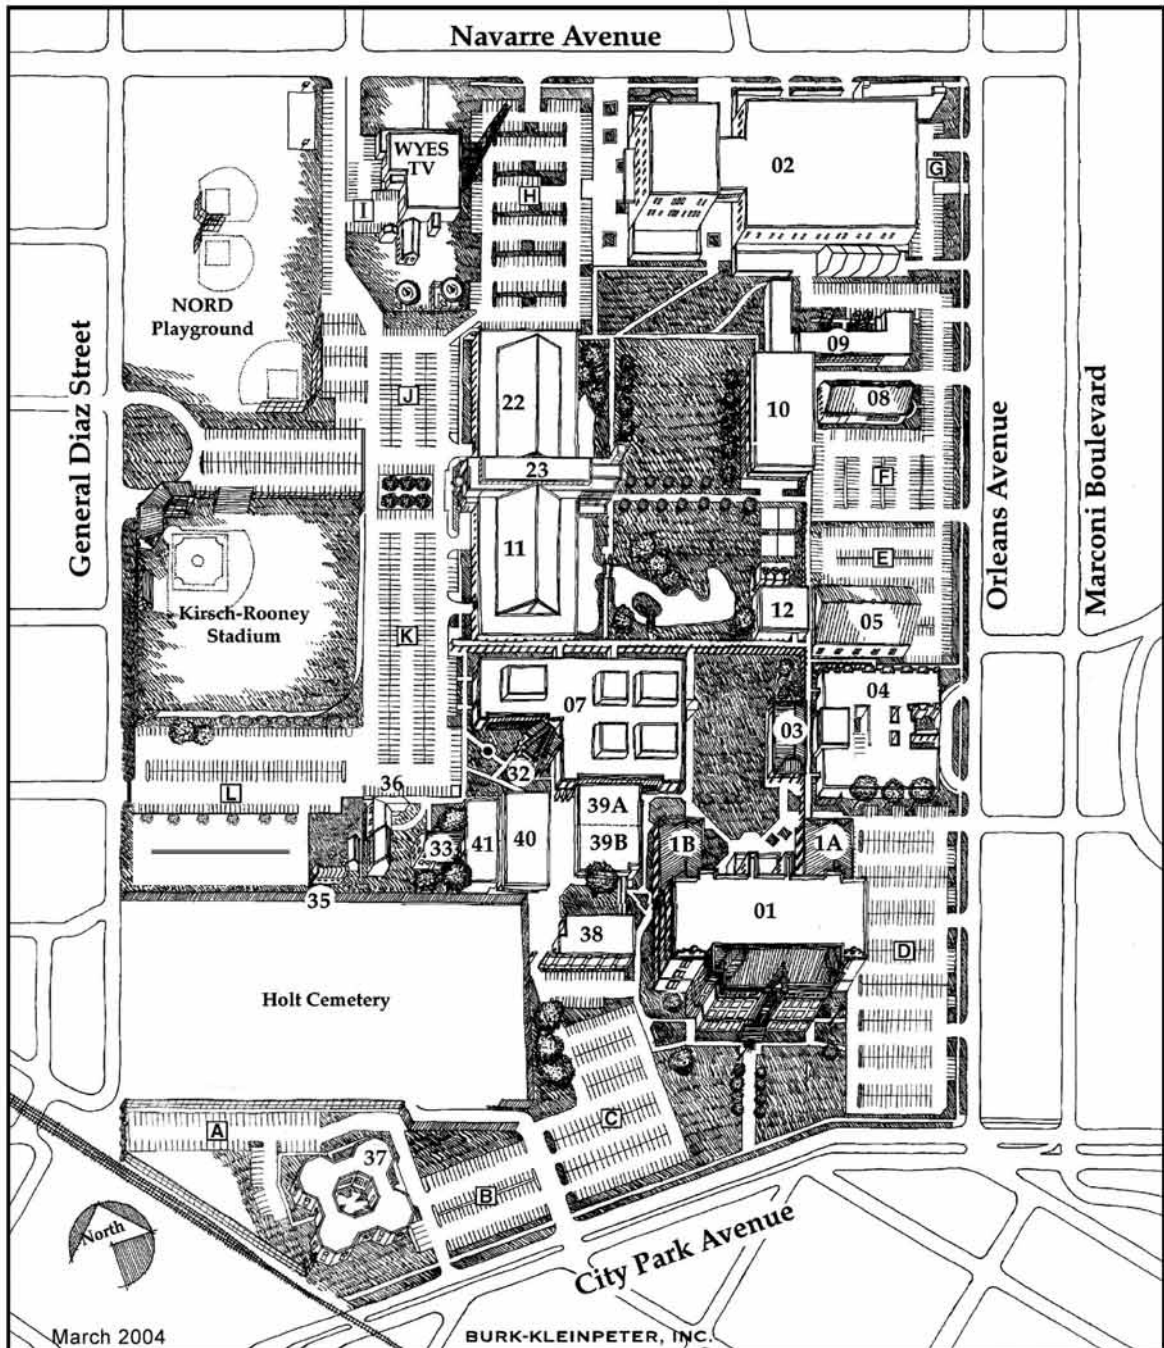 Navarre Avenue
WYES
TV
02
G
H
I
NORD
Playground
09
General Diaz Street
Marconi Boulevard
Orleans Avenue
J
22
10
08
23
F
11
E
Kirsch-Rooney
Stadium
12
05
K
07
04
03
32
36
L
39A
39B
41
40
33
1B
1A
35
01
38
D
Holt Cemetery
A
C
37
B
North
City Park Avenue
March 2004
BURK-KLEINPETER, INC.